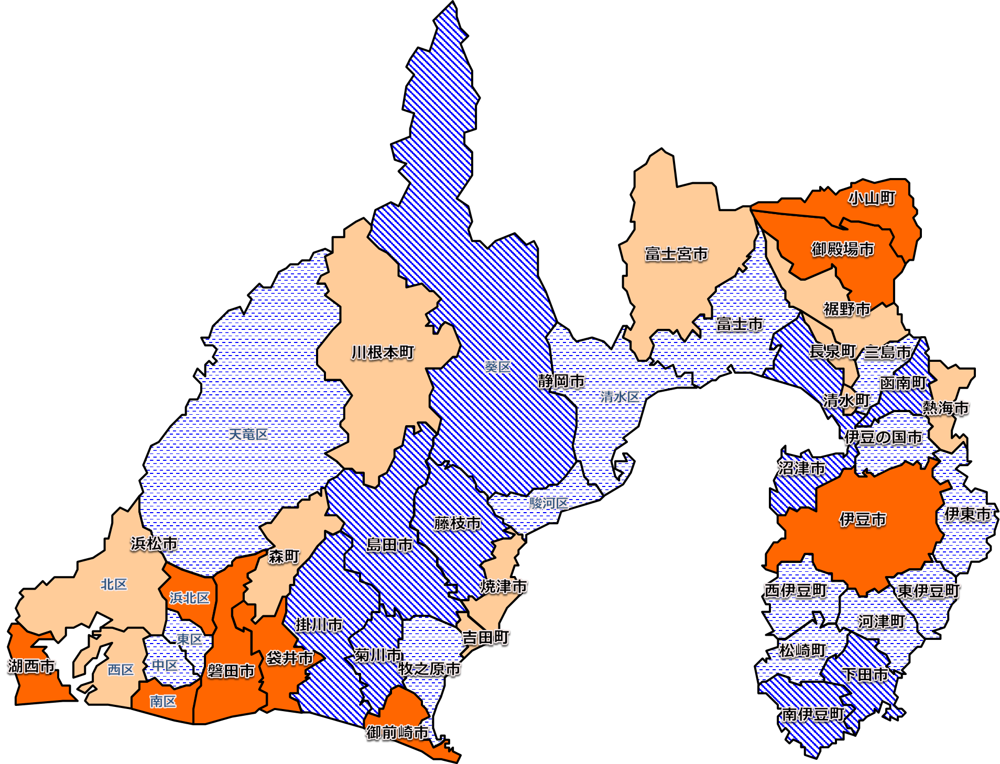 小山町
御殿場市
富士宮市
裾野市
富士市
川根本町
長泉町
三島市
葵区
静岡市
函南町
清水区
清水町
熱海市
天竜区
伊豆の国市
沼津市
駿河区
伊東市
伊豆市
藤枝市
浜松市
島田市
森町
北区
焼津市
西伊豆町
東伊豆町
浜北区
河津町
掛川市
吉田町
東区
松崎町
菊川市
袋井市
湖西市
中区
西区
牧之原市
磐田市
下田市
南区
南伊豆町
御前崎市